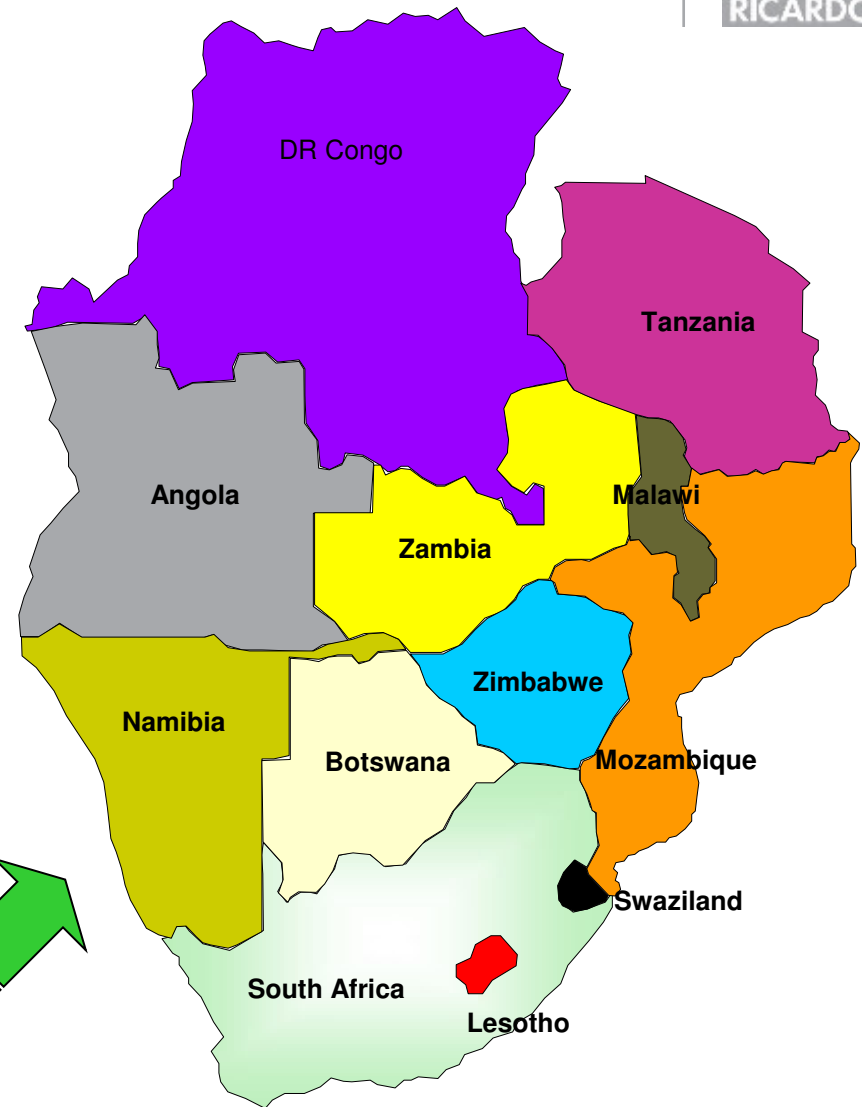 RICARDO
DR Congo
Tanzania
Angola
Malawi
Zambia
Zimbabwe
Namibia
Botswana
Mozambique
Swaziland
South Africa
Lesotho